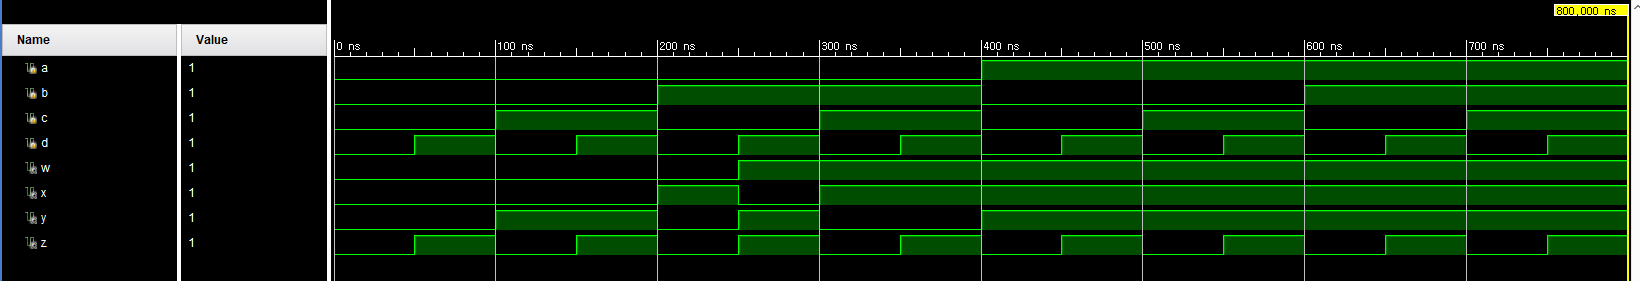 800,000 ns
Name Value
0 ns 100 ns 200 ns 300 ns 400 ns 500 ns 600 ns 700 ns
a 1
b 1
c 1
d 1
w 1
x 1
y 1
z 1